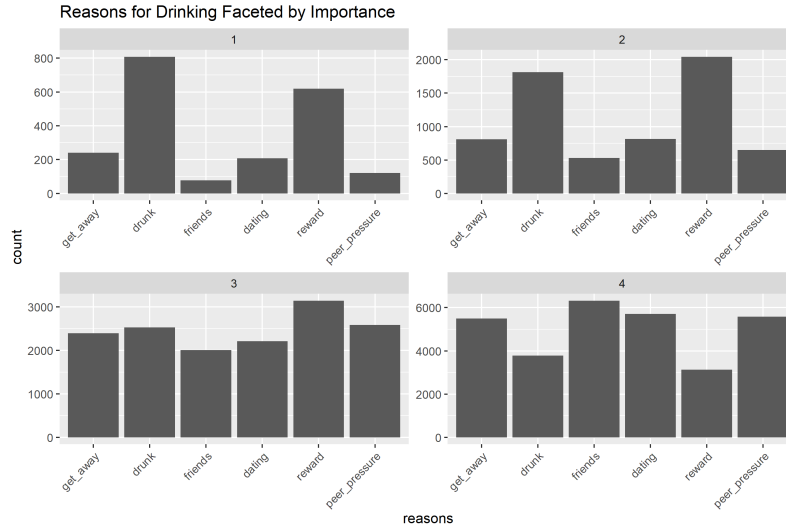 Reasons for Drinking Faceted by Importance
1
2
800
600
400
200
0
2000
1500
1000
500
0
get_away
drunk
friends
dating
reward
peer_pressure
get_away
drunk
friends
dating
reward
peer_pressure
count
3
4
3000
2000
1000
0
6000
4000
2000
0
get_away
drunk
friends
dating
reward
peer_pressure
get_away
drunk
friends
dating
reward
peer_pressure
reasons